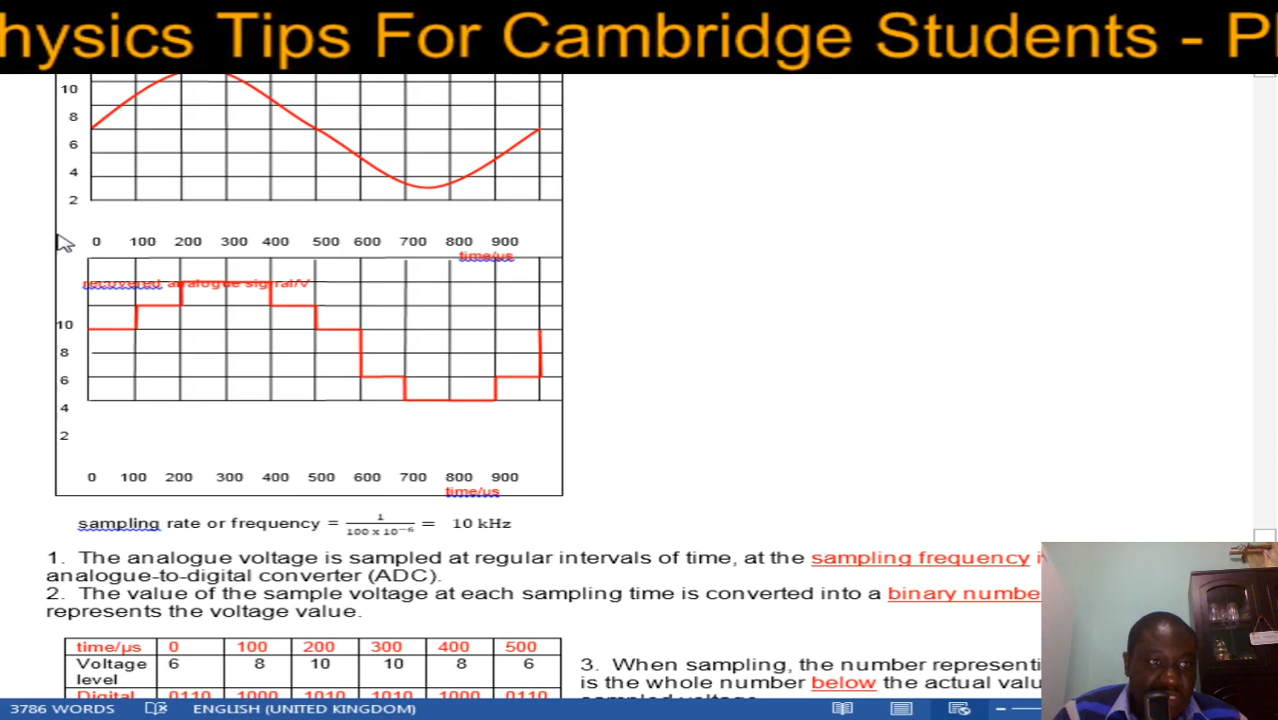 hysics Tips For Cambridge Students - P
10
8
6
4
2
0 100 200 300 400 500 600 700 800 900
time/µs
recovered analogue signal/V
10
8
6
4
2
0 100 200 300 400 500 600 700 800 900
time/µs
sampling rate or frequency = 1 / 100 x 10⁻⁶ = 10 kHz
1. The analogue voltage is sampled at regular intervals of time, at the sampling frequency
analogue-to-digital converter (ADC).
2. The value of the sample voltage at each sampling time is converted into a binary numbe
represents the voltage value.
time/µs 0 100 200 300 400 500
Voltage level 6 8 10 10 8 6
Digital 0110 1000 1010 1010 1000 0110
3. When sampling, the number representi
is the whole number below the actual valu
sampled voltage
3786 WORDS ENGLISH (UNITED KINGDOM)